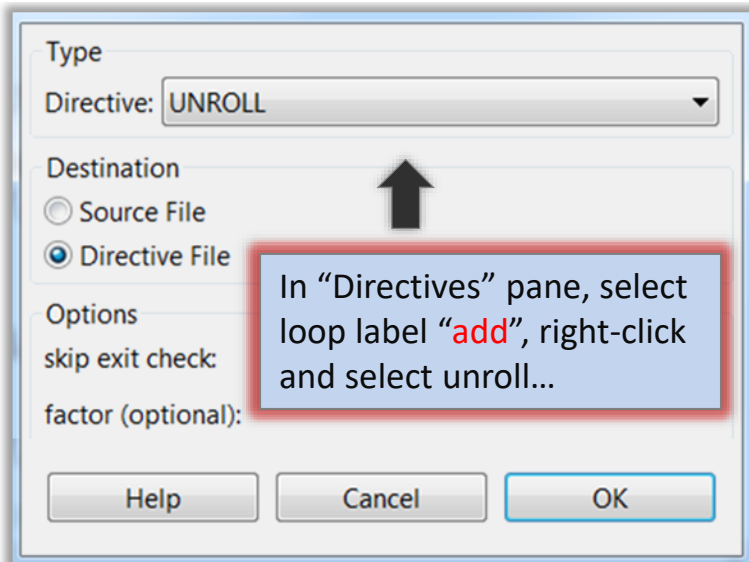 Type
Directive: UNROLL
Destination
Source File
Directive File
Options
skip exit check:
factor (optional):
In “Directives” pane, select
loop label “add”, right-click
and select unroll…
Help Cancel OK